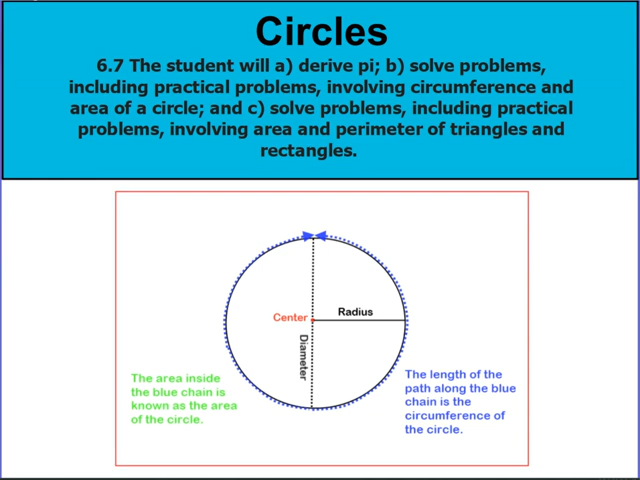 Circles
6.7 The student will a) derive pi; b) solve problems,
including practical problems, involving circumference and
area of a circle; and c) solve problems, including practical
problems, involving area and perimeter of triangles and
rectangles.
Center
Radius
Diameter
The area inside
the blue chain is
known as the area
of the circle.
The length of the
path along the blue
chain is the
circumference of
the circle.